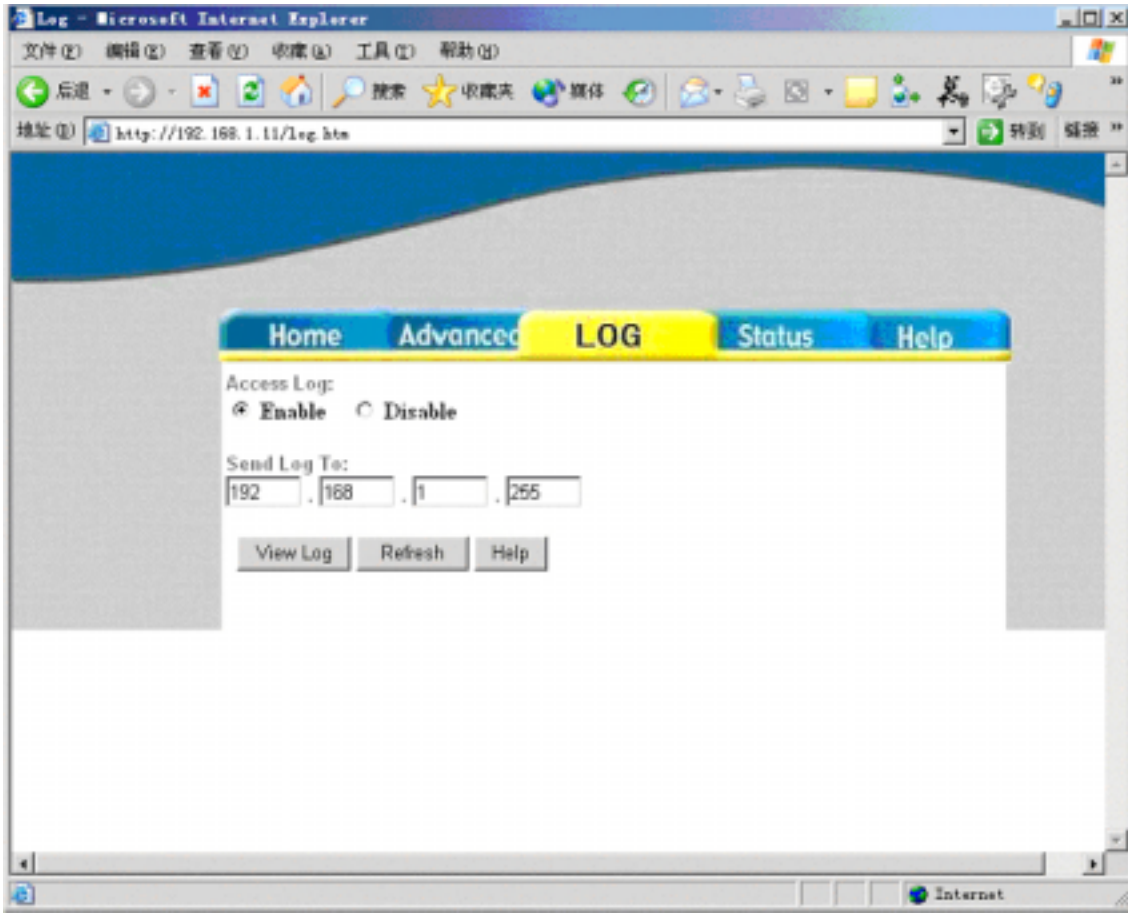 Log - Microsoft Internet Explorer
文件(F) 编辑(E) 查看(V) 收藏(A) 工具(T) 帮助(H)
后退 搜索 收藏夹 媒体 »
地址(D) http://192.168.1.11/log.htm 转到 链接 »
Home Advanced LOG Status Help
Access Log:
Enable Disable
Send Log To:
192 . 168 . 1 . 255
View Log Refresh Help
Internet